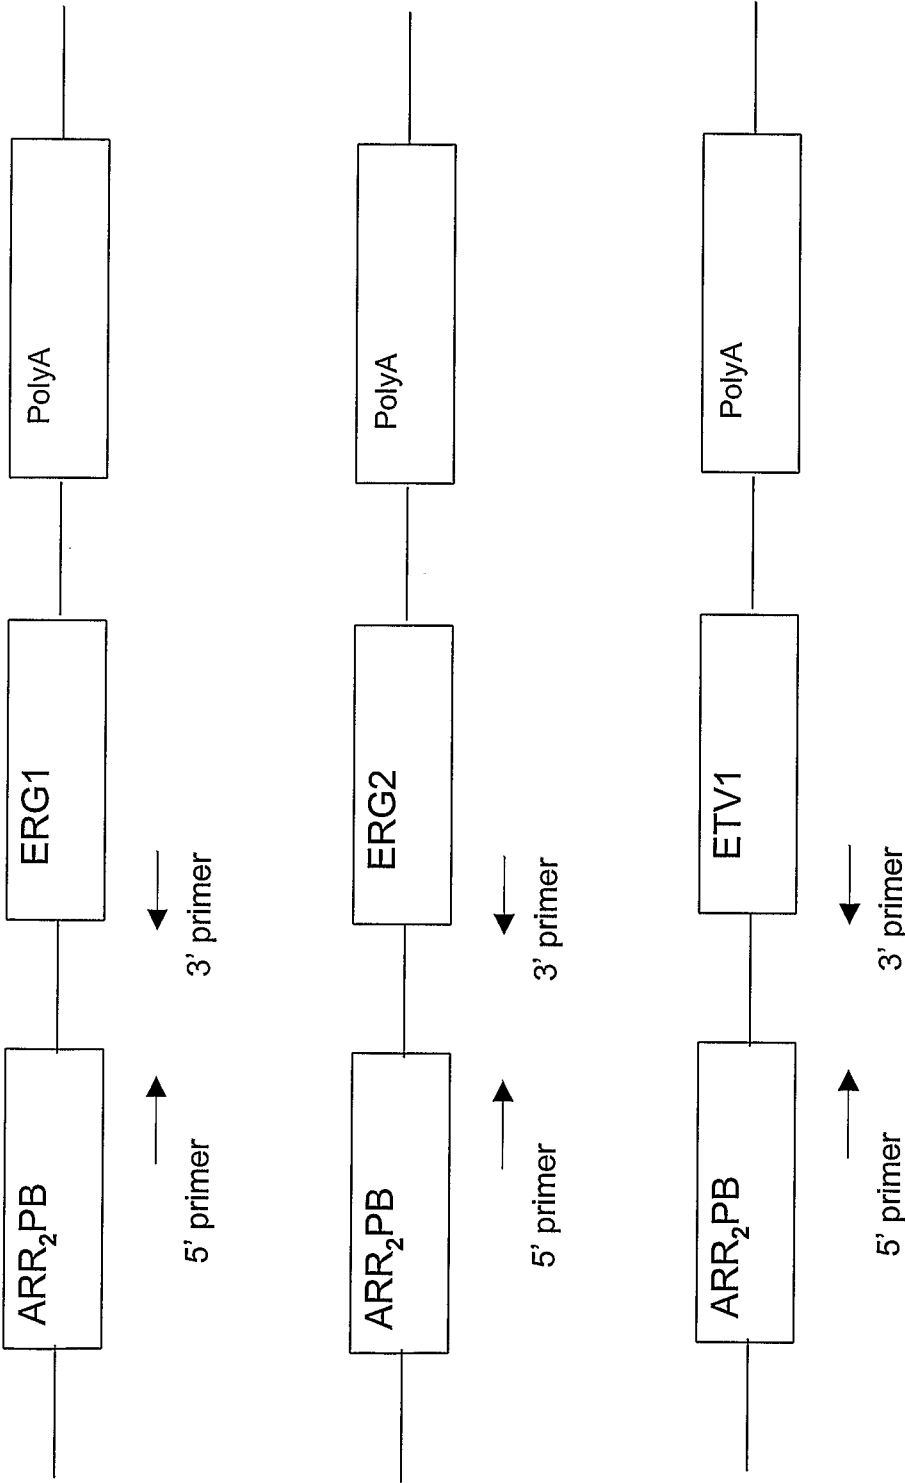 ARR₂PB
ERG1
PolyA
5' primer
3' primer
ARR₂PB
ERG2
PolyA
5' primer
3' primer
ARR₂PB
ETV1
PolyA
5' primer
3' primer